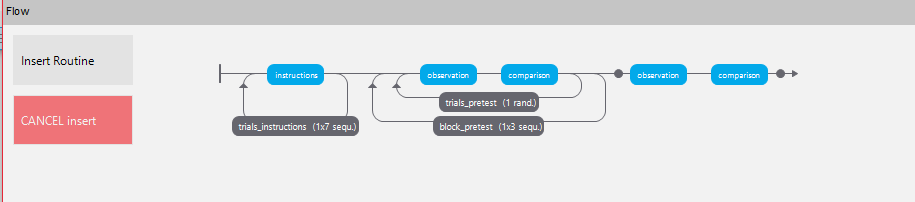 Flow
Insert Routine
CANCEL insert
instructions
observation
comparison
observation
comparison
trials_pretest (1 rand.)
trials_instructions (1x7 sequ.)
block_pretest (1x3 sequ.)